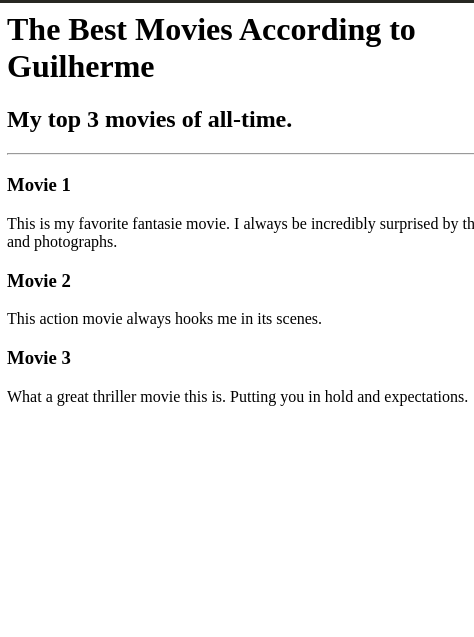 The Best Movies According to
Guilherme
My top 3 movies of all-time.
Movie 1
This is my favorite fantasie movie. I always be incredibly surprised by
and photographs.
Movie 2
This action movie always hooks me in its scenes.
Movie 3
What a great thriller movie this is. Putting you in hold and expectations.